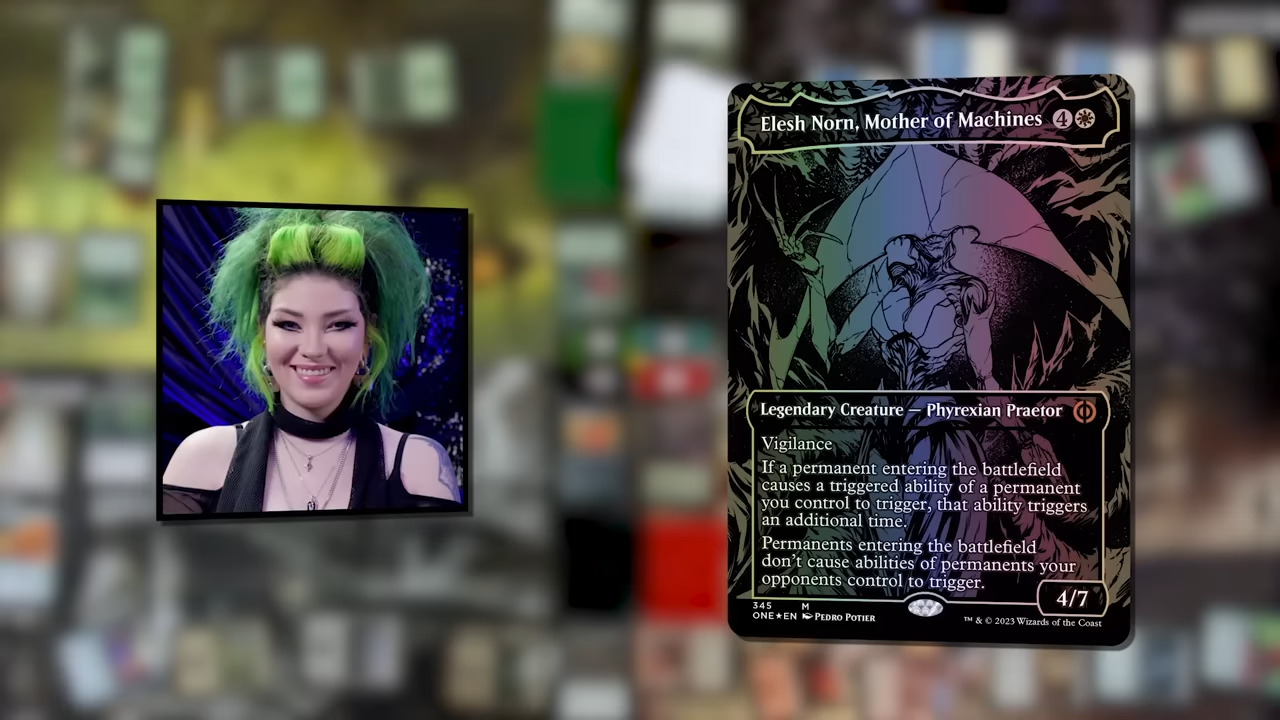 Elesh Norn, Mother of Machines 4
Legendary Creature — Phyrexian Praetor
Vigilance
If a permanent entering the battlefield
causes a triggered ability of a permanent
you control to trigger, that ability triggers
an additional time.
Permanents entering the battlefield
don't cause abilities of permanents your
opponents control to trigger.
4/7
345 M
ONE★EN Pedro Potier
™ & © 2023 Wizards of the Coast